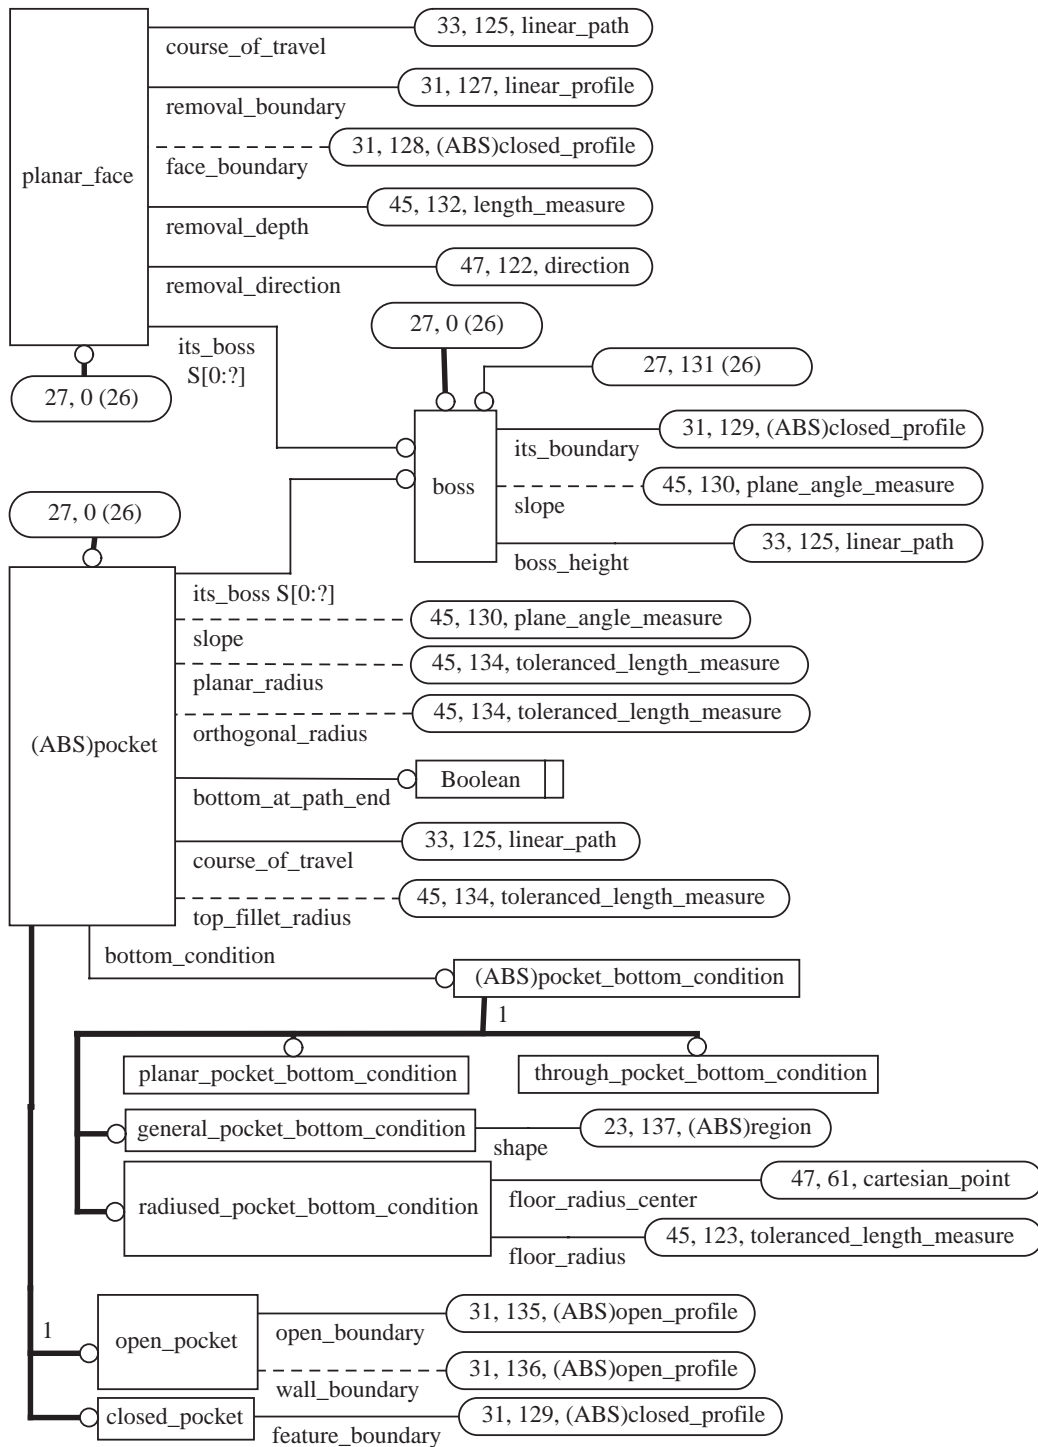 33, 125, linear_path
course_of_travel
31, 127, linear_profile
removal_boundary
31, 128, (ABS)closed_profile
face_boundary
planar_face
45, 132, length_measure
removal_depth
47, 122, direction
removal_direction
its_boss
S[0:?]
27, 0 (26)
27, 0 (26)
27, 131 (26)
31, 129, (ABS)closed_profile
its_boundary
boss
45, 130, plane_angle_measure
slope
33, 125, linear_path
boss_height
27, 0 (26)
its_boss S[0:?]
45, 130, plane_angle_measure
slope
45, 134, toleranced_length_measure
planar_radius
45, 134, toleranced_length_measure
orthogonal_radius
(ABS)pocket
Boolean
bottom_at_path_end
33, 125, linear_path
course_of_travel
45, 134, toleranced_length_measure
top_fillet_radius
bottom_condition
(ABS)pocket_bottom_condition
1
planar_pocket_bottom_condition
through_pocket_bottom_condition
general_pocket_bottom_condition
23, 137, (ABS)region
shape
radiused_pocket_bottom_condition
47, 61, cartesian_point
floor_radius_center
45, 123, toleranced_length_measure
floor_radius
1
open_pocket
31, 135, (ABS)open_profile
open_boundary
31, 136, (ABS)open_profile
wall_boundary
closed_pocket
31, 129, (ABS)closed_profile
feature_boundary